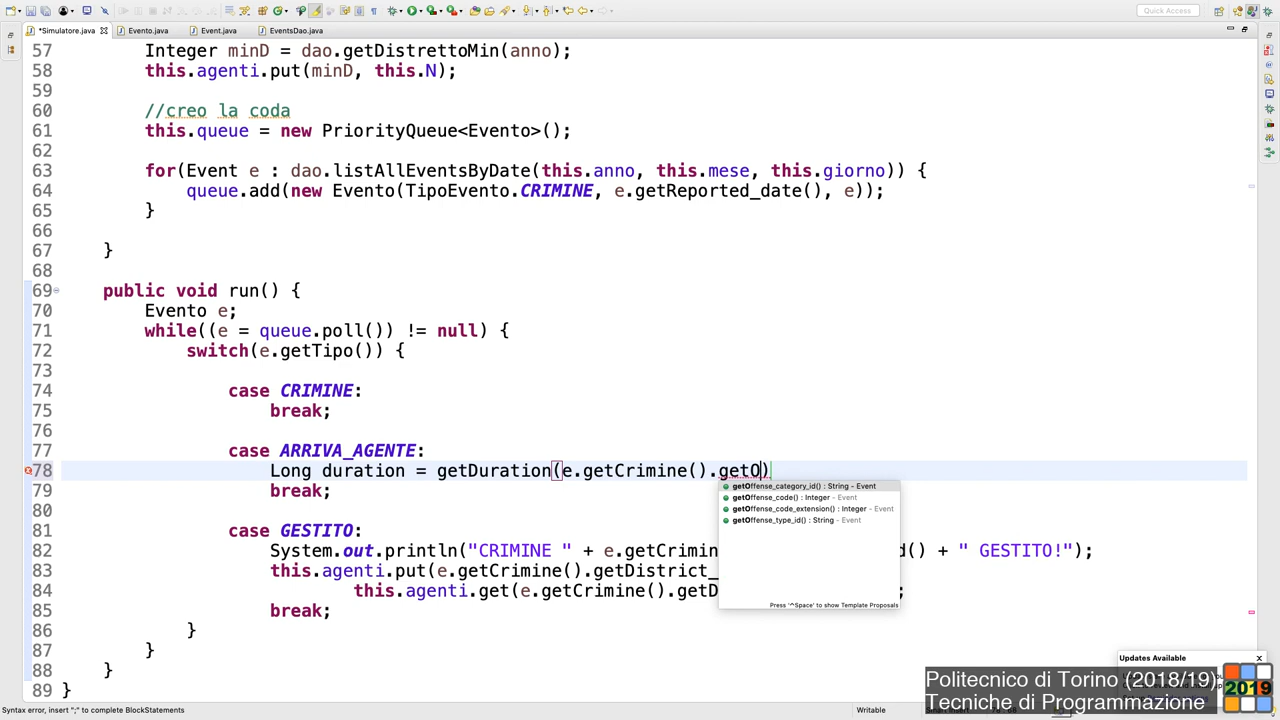 Quick Access
*Simulatore.java
Evento.java
Event.java
EventsDao.java
57 Integer minD = dao.getDistrettoMin(anno);
58 this.agenti.put(minD, this.N);
59
60 //creo la coda
61 this.queue = new PriorityQueue<Evento>();
62
63 for(Event e : dao.listAllEventsByDate(this.anno, this.mese, this.giorno)) {
64 queue.add(new Evento(TipoEvento.CRIMINE, e.getReported_date(), e));
65 }
66
67 }
68
69 public void run() {
70 Evento e;
71 while((e = queue.poll()) != null) {
72 switch(e.getTipo()) {
73
74 case CRIMINE:
75 break;
76
77 case ARRIVA_AGENTE:
78 Long duration = getDuration(e.getCrimine().getO)
79 break;
80
81 case GESTITO:
82 System.out.println("CRIMINE " + e.getCrimin d() + " GESTITO!");
83 this.agenti.put(e.getCrimine().getDistrict_
84 this.agenti.get(e.getCrimine().getD ;
85 break;
86 }
87 }
88 }
89 }
getOffense_category_id() : String - Event
getOffense_code() : Integer - Event
getOffense_code_extension() : Integer - Event
getOffense_type_id() : String - Event
Press '^Space' to show Template Proposals
Updates Available
Politecnico di Torino (2018/19)
Tecniche di Programmazione
2019
Syntax error, insert ";" to complete BlockStatements
Writable